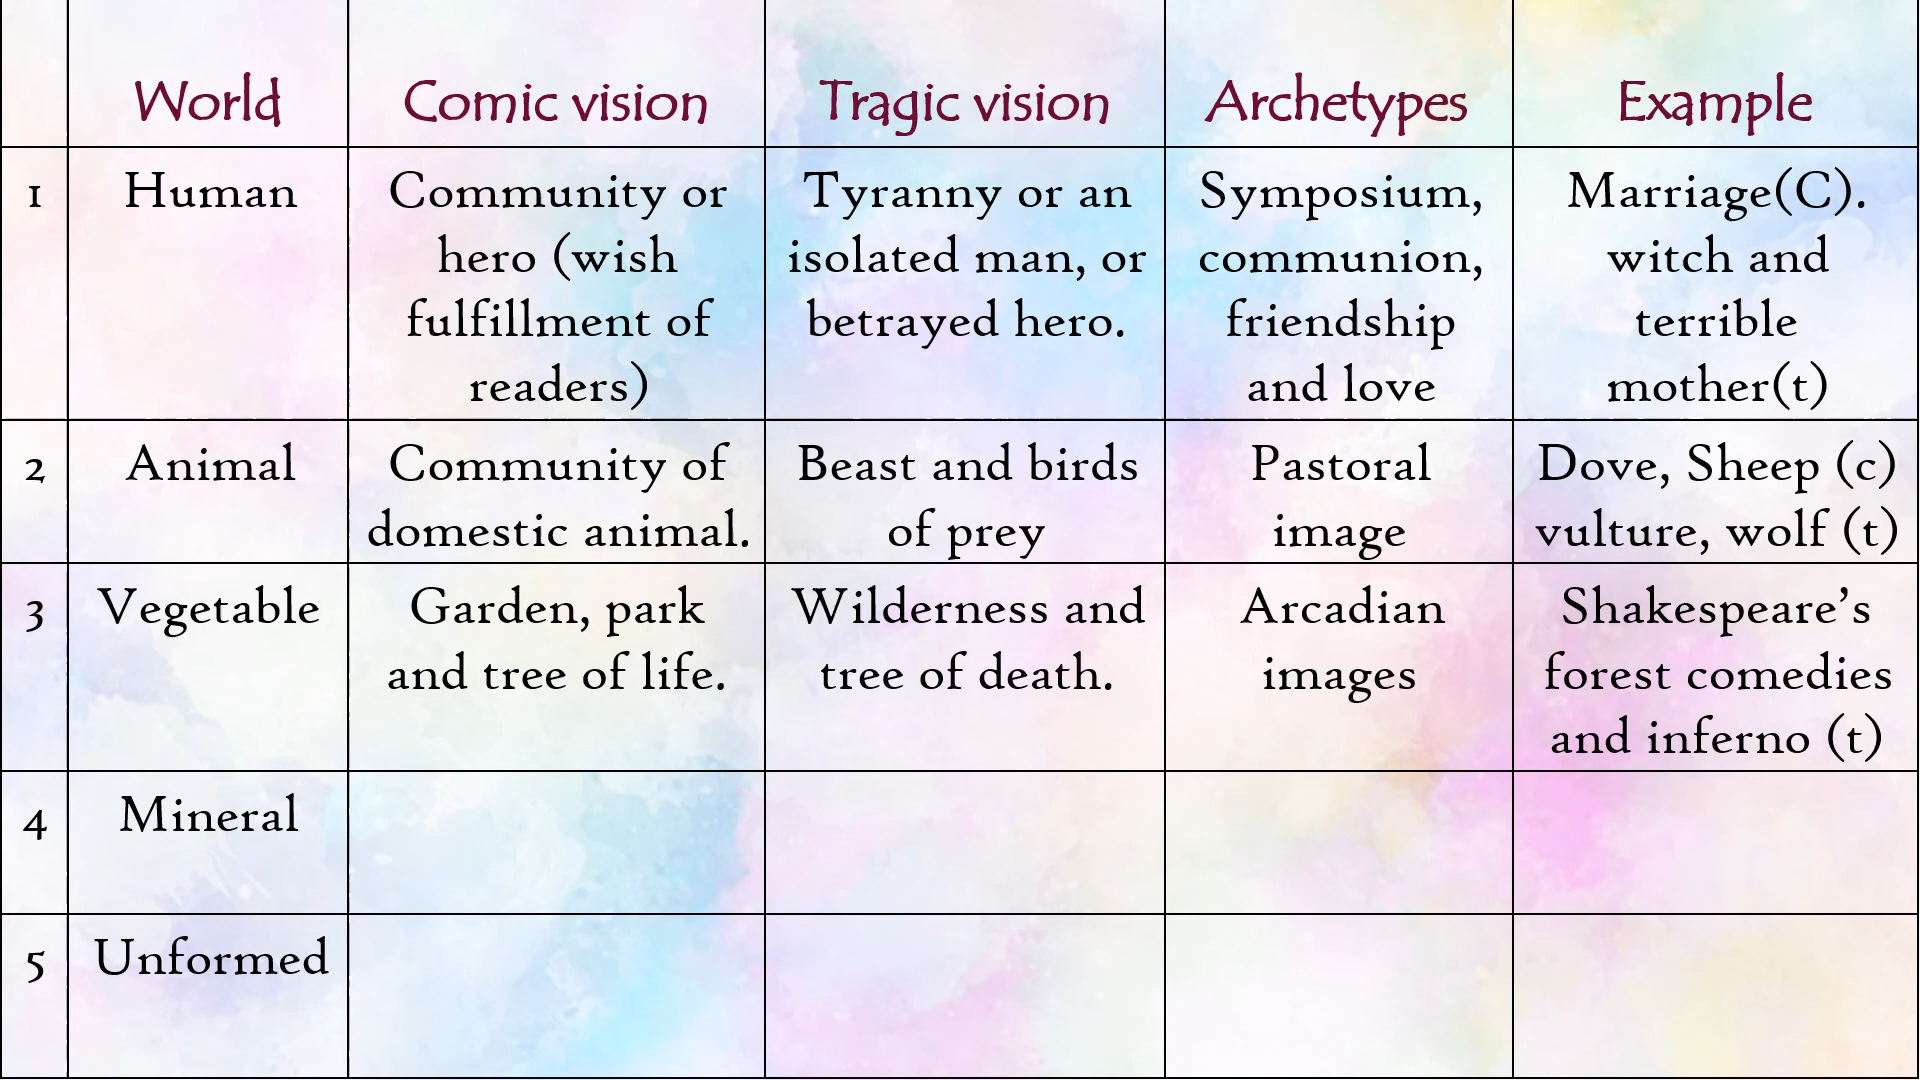 World Comic vision Tragic vision Archetypes Example
1 Human Community or hero (wish fulfillment of readers) Tyranny or an isolated man, or betrayed hero. Symposium, communion, friendship and love Marriage(C). witch and terrible mother(t)
2 Animal Community of domestic animal. Beast and birds of prey Pastoral image Dove, Sheep (c) vulture, wolf (t)
3 Vegetable Garden, park and tree of life. Wilderness and tree of death. Arcadian images Shakespeare’s forest comedies and inferno (t)
4 Mineral
5 Unformed